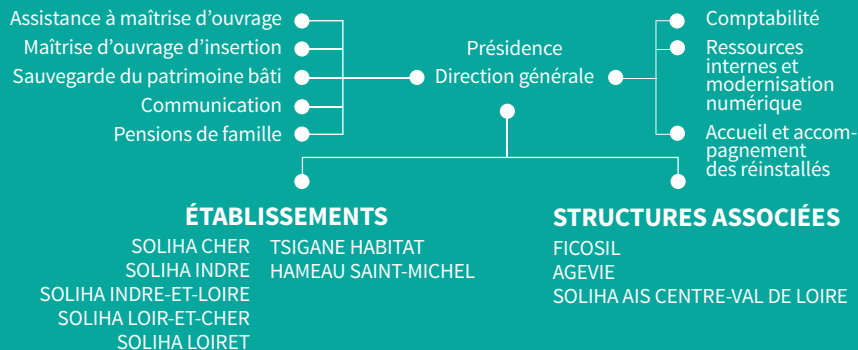 Assistance à maîtrise d'ouvrage
Maîtrise d'ouvrage d'insertion
Sauvegarde du patrimoine bâti
Communication
Pensions de famille
Présidence
Direction générale
Comptabilité
Ressources
internes et
modernisation
numérique
Accueil et accom-
pagnement
des réinstallés
ÉTABLISSEMENTS
SOLIHA CHER
SOLIHA INDRE
SOLIHA INDRE-ET-LOIRE
SOLIHA LOIR-ET-CHER
SOLIHA LOIRET
TSIGANE HABITAT
HAMEAU SAINT-MICHEL
STRUCTURES ASSOCIÉES
FICOSIL
AGEVIE
SOLIHA AIS CENTRE-VAL DE LOIRE